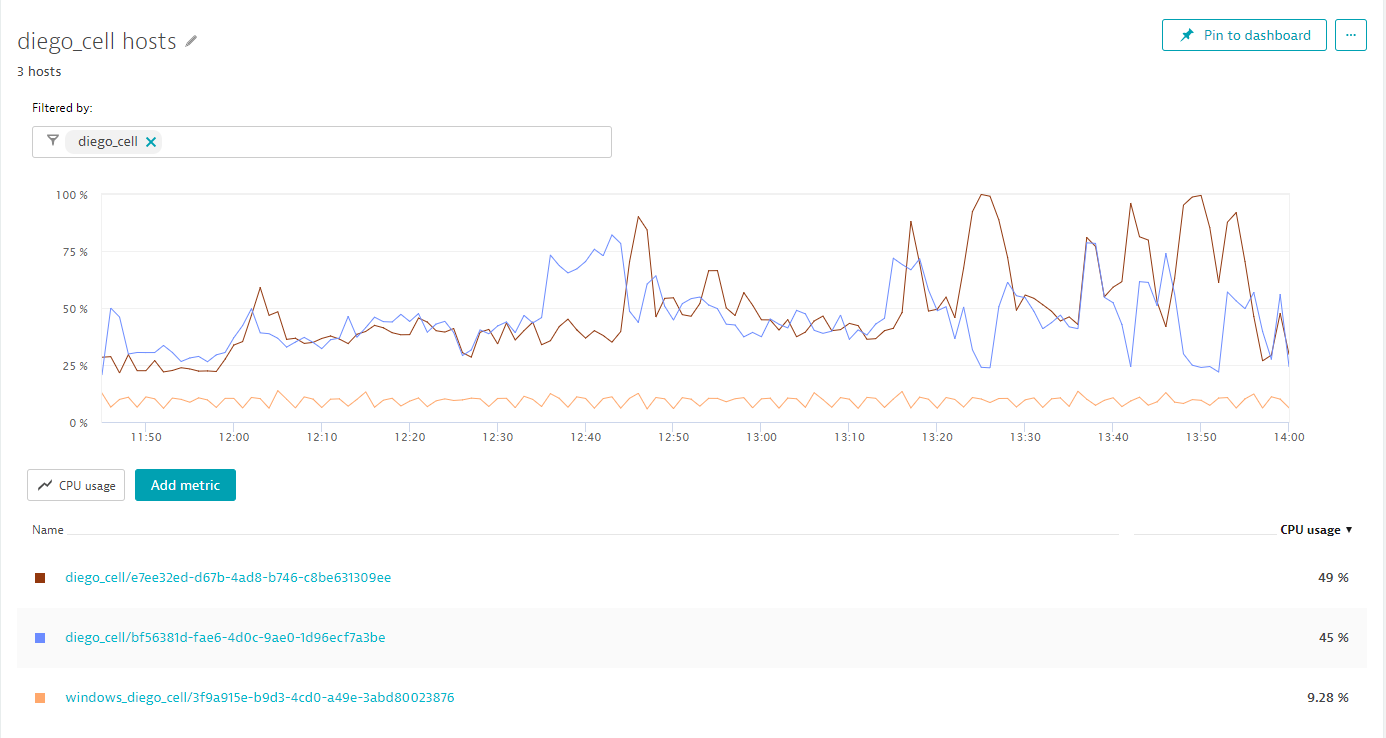 diego_cell hosts
Pin to dashboard
...
3 hosts
Filtered by:
diego_cell
100 %
75 %
50 %
25 %
0 %
11:50 12:00 12:10 12:20 12:30 12:40 12:50 13:00 13:10 13:20 13:30 13:40 13:50 14:00
CPU usage Add metric
Name CPU usage ▼
diego_cell/e7ee32ed-d67b-4ad8-b746-c8be631309ee 49 %
diego_cell/bf56381d-fae6-4d0c-9ae0-1d96ecf7a3be 45 %
windows_diego_cell/3f9a915e-b9d3-4cd0-a49e-3abd80023876 9.28 %